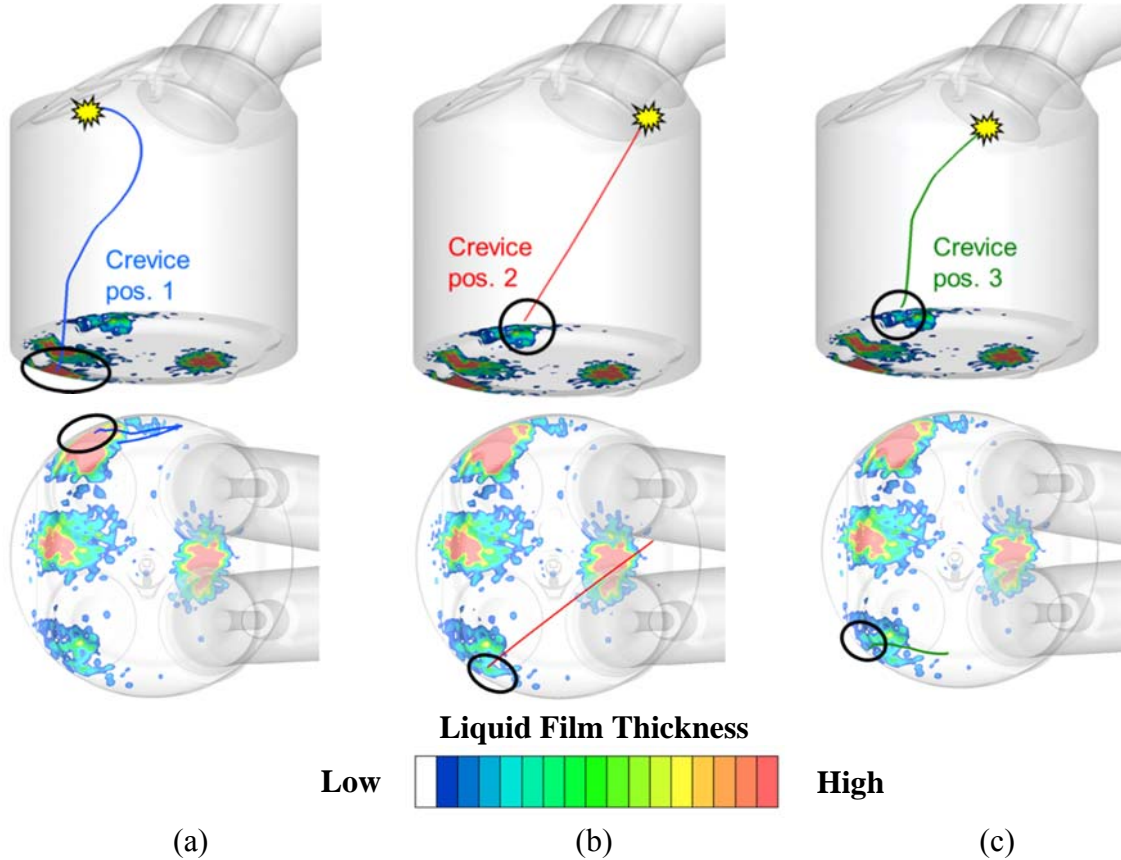 Crevice
pos. 1
Crevice
pos. 2
Crevice
pos. 3
Liquid Film Thickness
Low
High
(a)
(b)
(c)